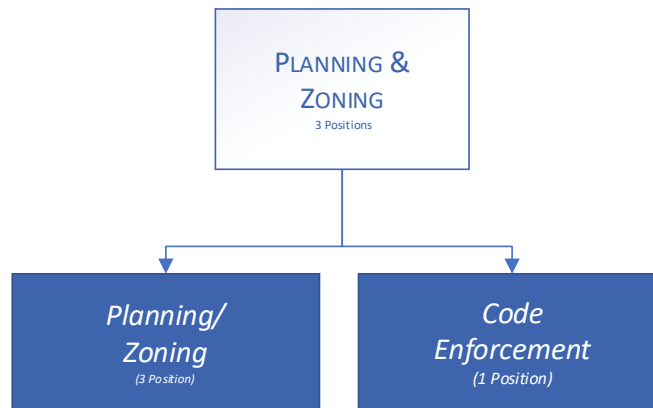 PLANNING &
ZONING
3 Positions
Planning/
Zoning
(3 Position)
Code
Enforcement
(1 Position)